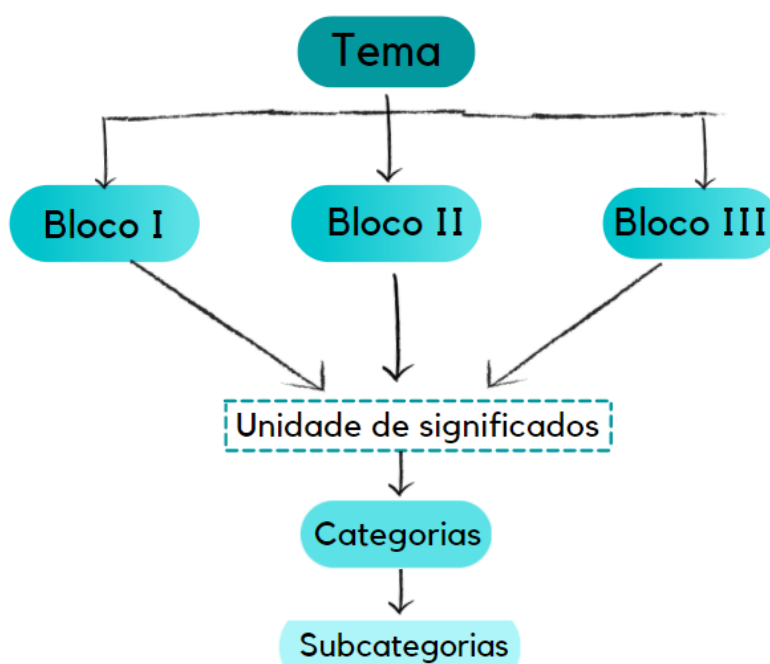 Tema
Bloco I
Bloco II
Bloco III
Unidade de significados
Categorias
Subcategorias